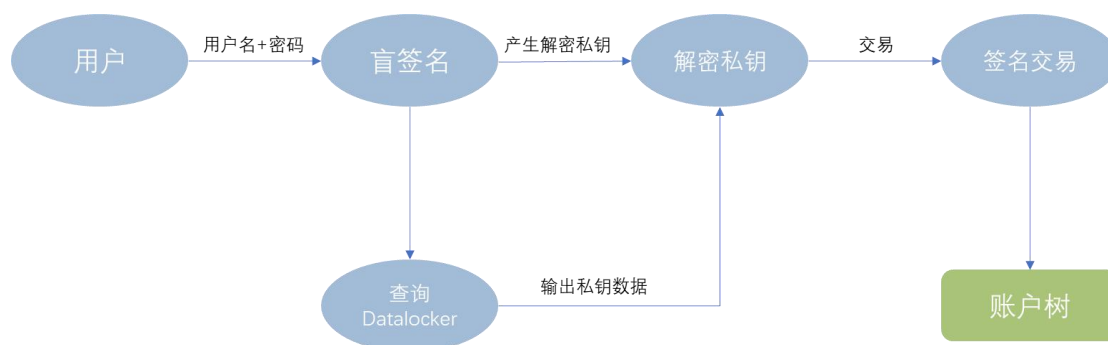 用户
用户名+密码
盲签名
产生解密私钥
解密私钥
交易
签名交易
查询
Datalocker
输出私钥数据
账户树